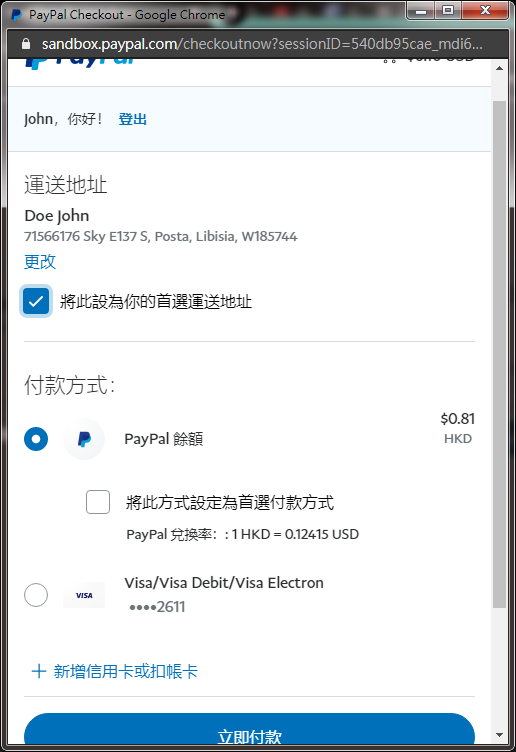 PayPal Checkout - Google Chrome
sandbox.paypal.com/checkoutnow?sessionID=540db95cae_mdi6...
PayPal
John，你好！ 登出
運送地址
Doe John
71566176 Sky E137 S, Posta, Libisia, W185744
更改
將此設為你的首選運送地址
付款方式：
$0.81
PayPal 餘額
HKD
將此方式設定為首選付款方式
PayPal 兌換率：: 1 HKD = 0.12415 USD
Visa/Visa Debit/Visa Electron
VISA
••••2611
+ 新增信用卡或扣帳卡
立即付款